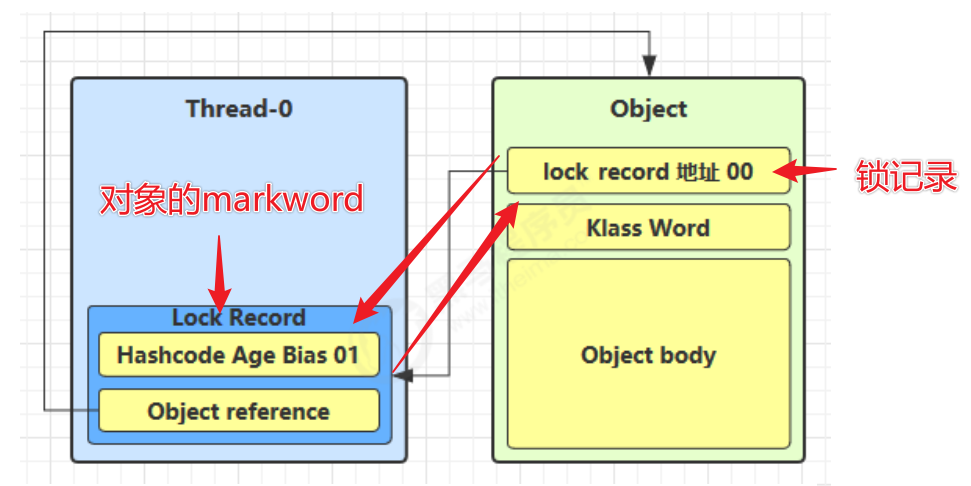 Thread-0
对象的markword
Lock Record
Hashcode Age Bias 01
Object reference
Object
lock record 地址 00
锁记录
Klass Word
Object body